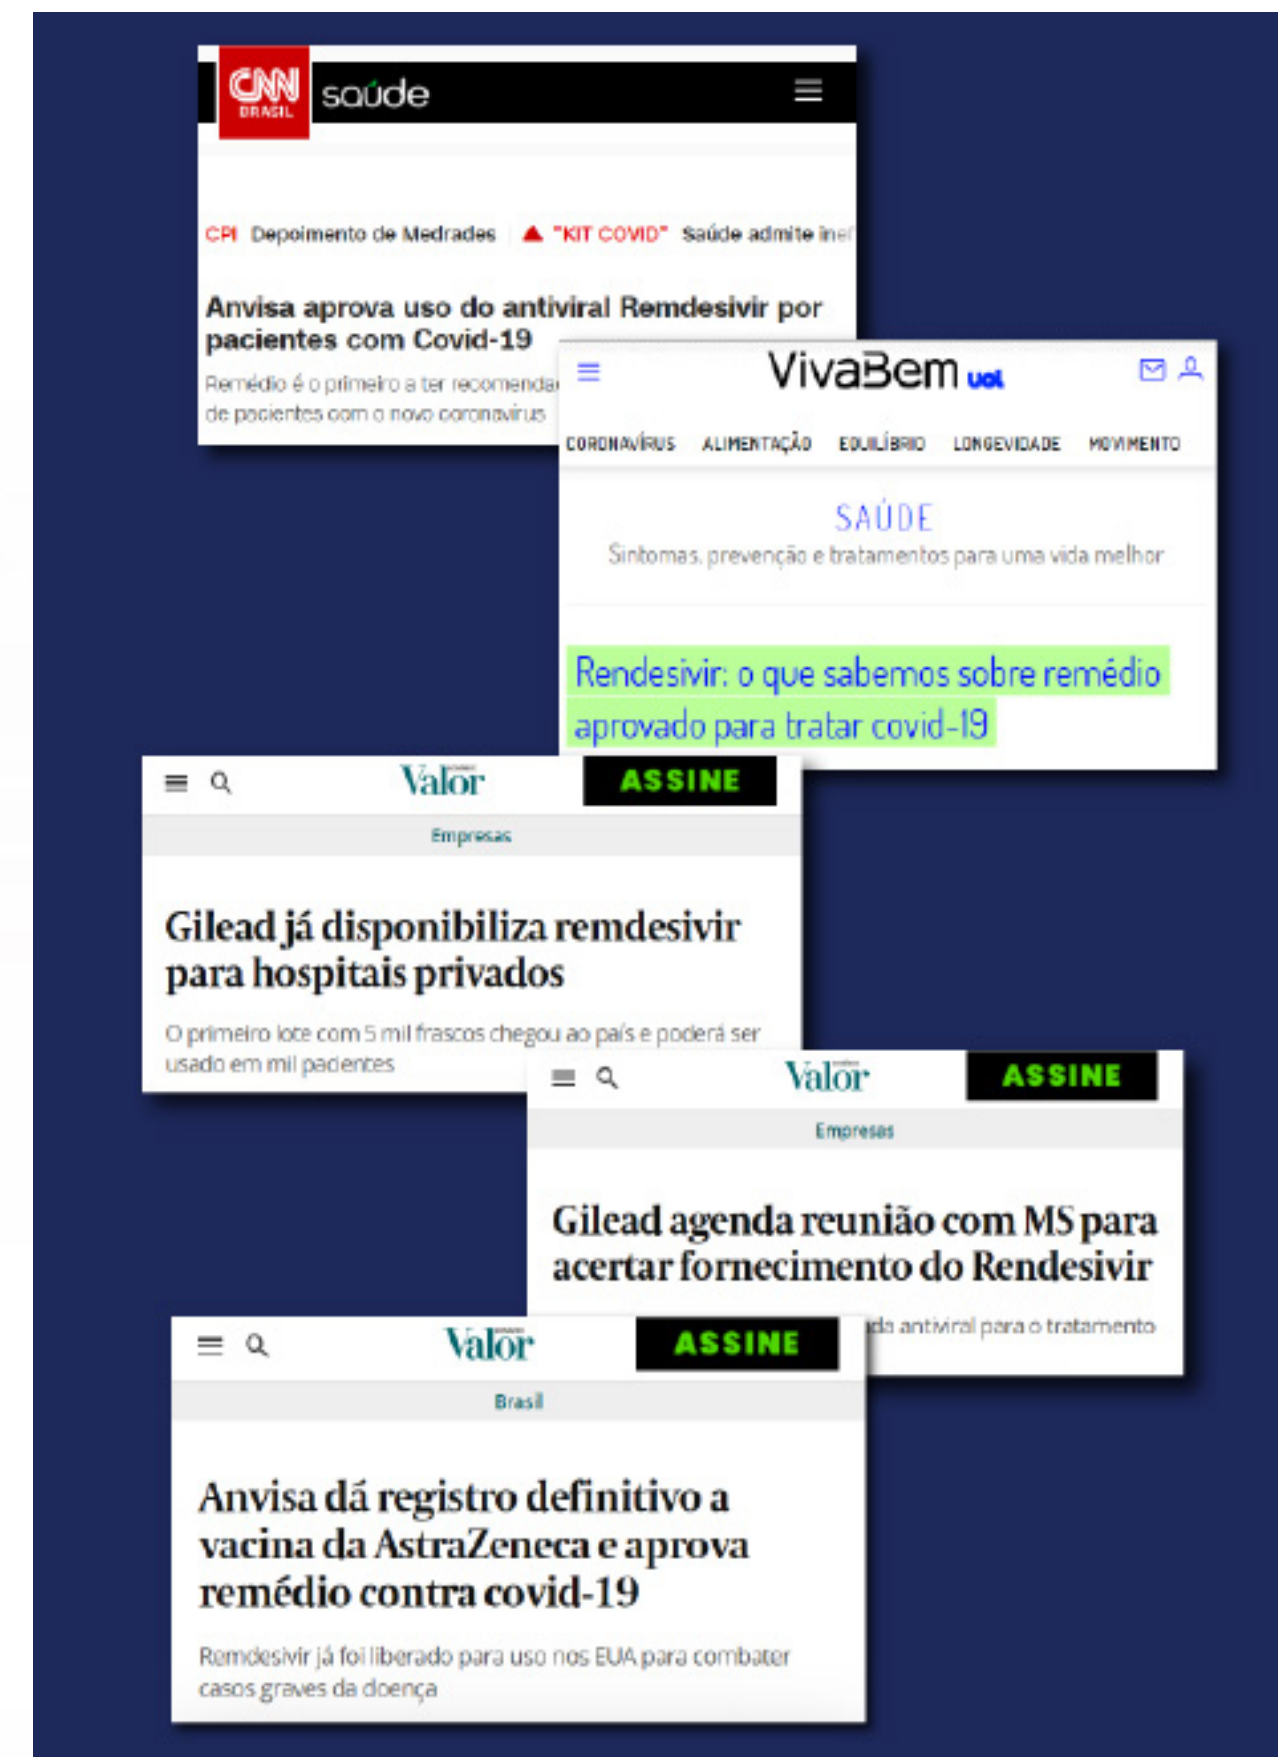 CNN
BRASIL
saúde
CPI Depoimento de Medrades "KIT COVID" Saúde admite inef
Anvisa aprova uso do antiviral Remdesivir por
pacientes com Covid-19
Remédio é o primeiro a ter recomenda
de pacientes com o novo coronavírus
VivaBem uol
CORONAVÍRUS ALIMENTAÇÃO EQUILÍBRIO LONGEVIDADE MOVIMENTO
SAÚDE
Sintomas, prevenção e tratamentos para uma vida melhor
Rendesivir: o que sabemos sobre remédio
aprovado para tratar covid-19
Valor ASSINE
Empresas
Gilead já disponibiliza remdesivir
para hospitais privados
O primeiro lote com 5 mil frascos chegou ao país e poderá ser
usado em mil pacientes
Valor ASSINE
Empresas
Gilead agenda reunião com MS para
acertar fornecimento do Rendesivir
da antiviral para o tratamento
Valor ASSINE
Brasil
Anvisa dá registro definitivo a
vacina da AstraZeneca e aprova
remédio contra covid-19
Remdesivir já foi liberado para uso nos EUA para combater
casos graves da doença